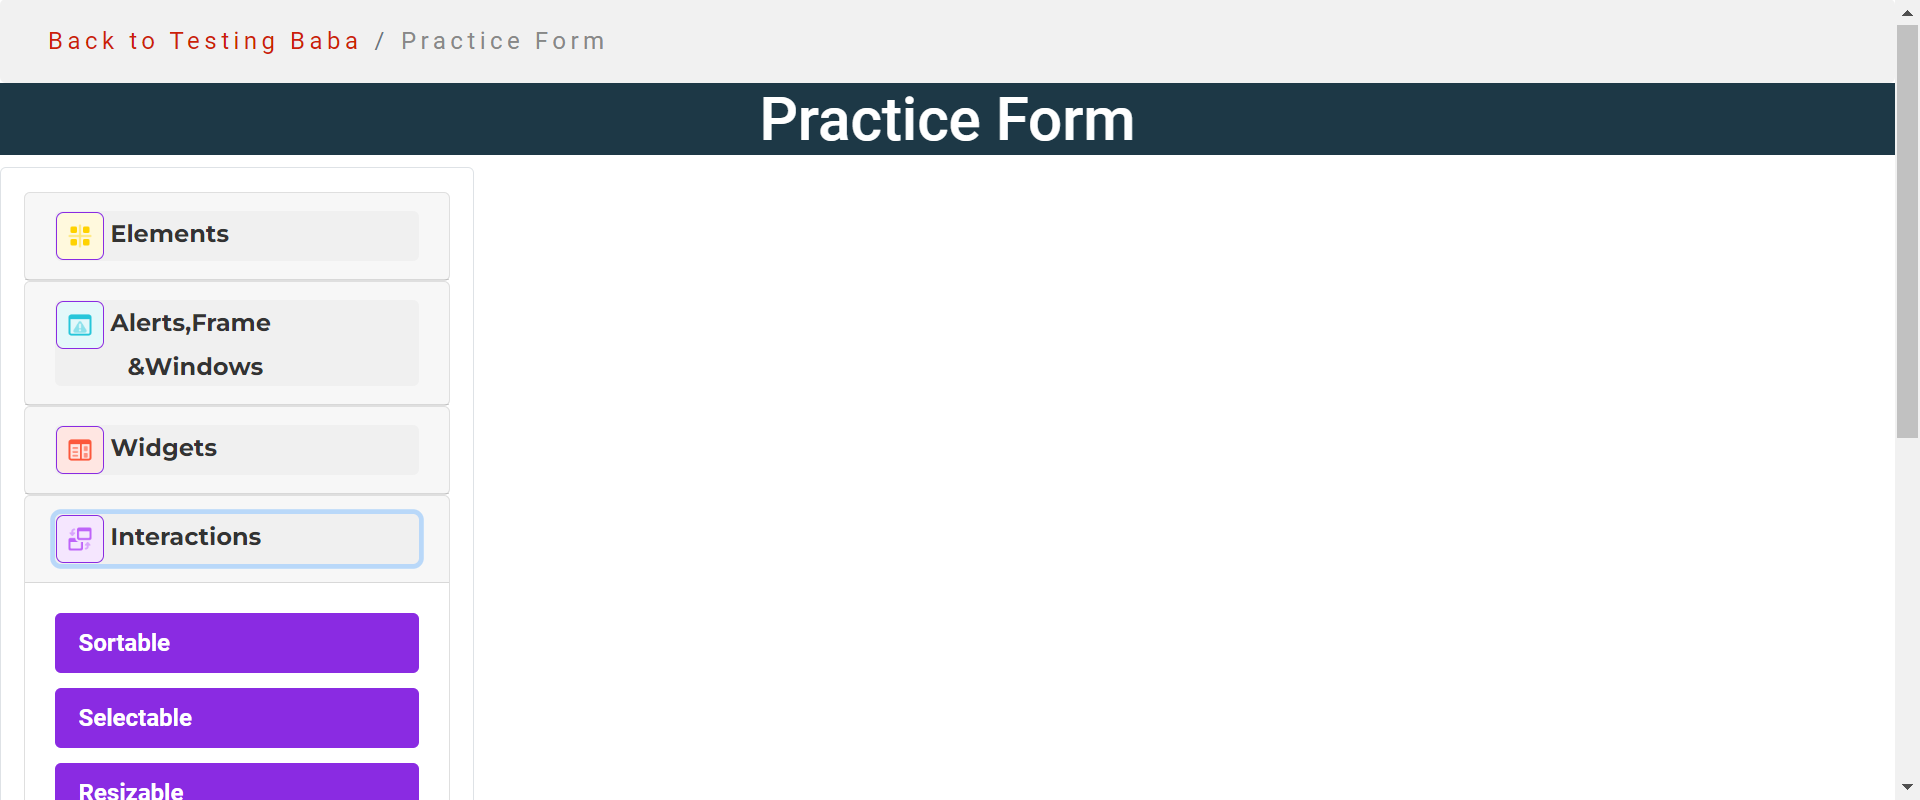 Back to Testing Baba / Practice Form
Practice Form
Elements
Alerts,Frame
&Windows
Widgets
Interactions
Sortable
Selectable
Resizable